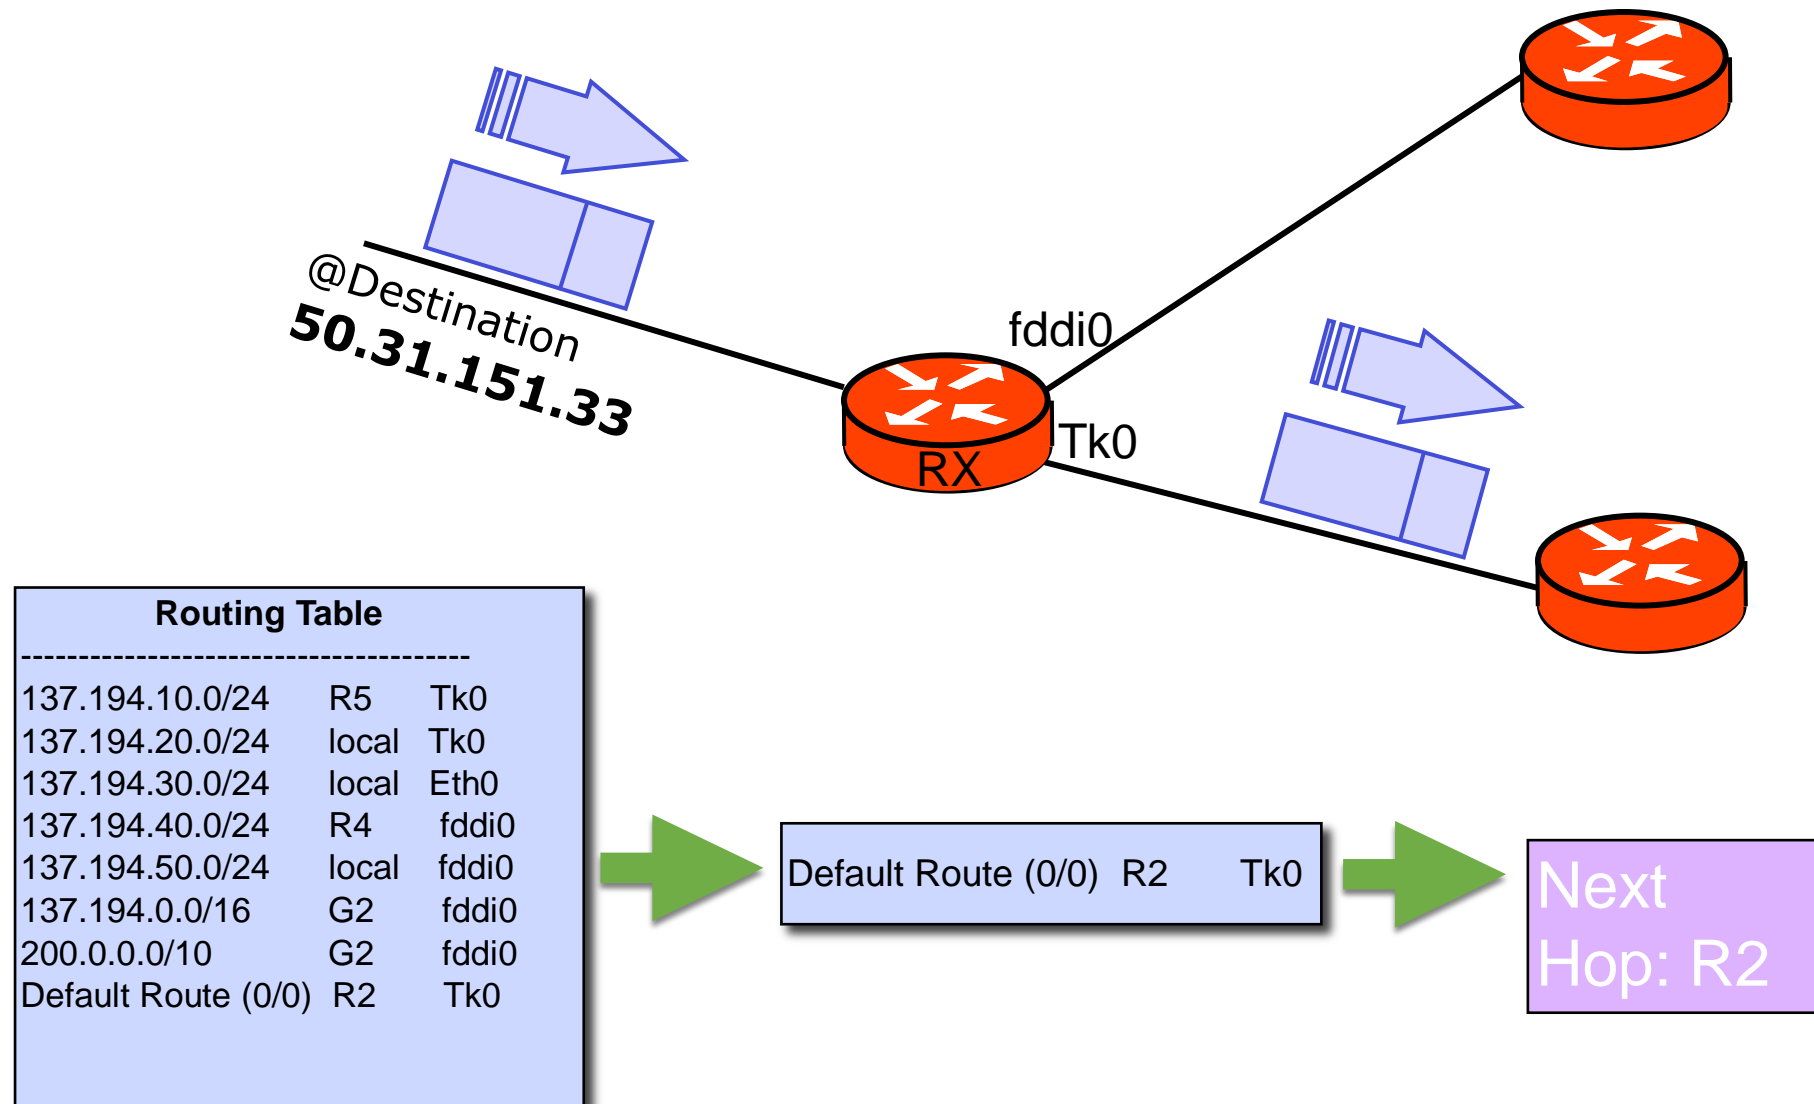 @Destination
50.31.151.33
fddi0
Tk0
RX
Routing Table
---------------------------------------
137.194.10.0/24 R5 Tk0
137.194.20.0/24 local Tk0
137.194.30.0/24 local Eth0
137.194.40.0/24 R4 fddi0
137.194.50.0/24 local fddi0
137.194.0.0/16 G2 fddi0
200.0.0.0/10 G2 fddi0
Default Route (0/0) R2 Tk0
Default Route (0/0) R2 Tk0
Next
Hop: R2